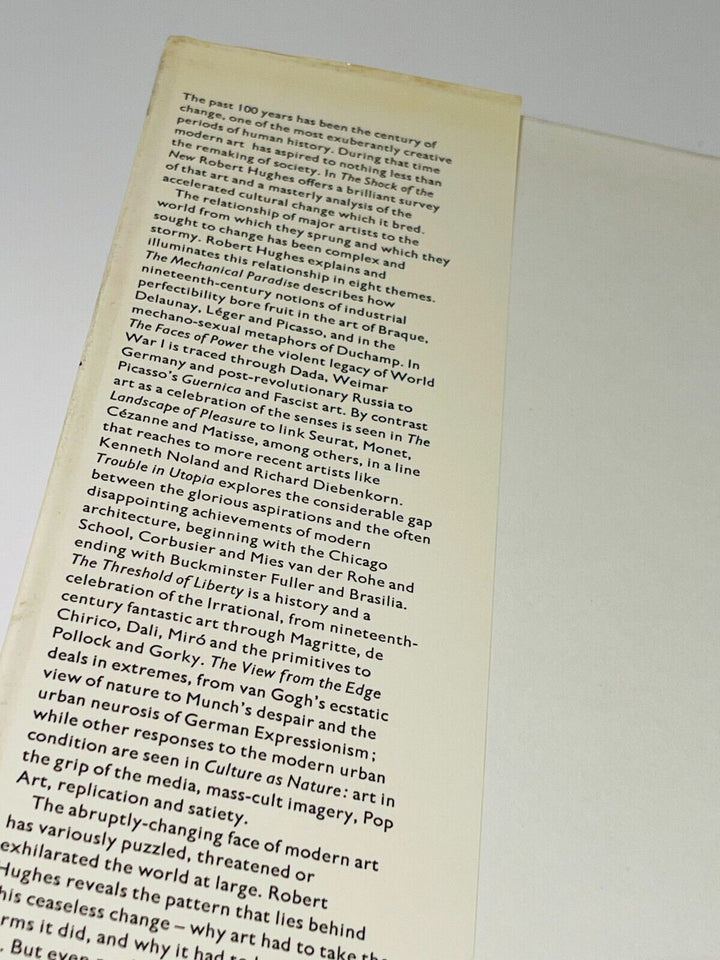 The past 100 years has been the century of
change, one of the most exuberantly creative
periods of human history. During that time
modern art has aspired to nothing less than
the remaking of society. In The Shock of the
New Robert Hughes offers a brilliant survey
of that art and a masterly analysis of the
accelerated cultural change which it bred.
The relationship of major artists to the
world from which they sprung and which they
sought to change has been complex and
stormy. Robert Hughes explains and
illuminates this relationship in eight themes.
The Mechanical Paradise describes how
nineteenth-century notions of industrial
perfectibility bore fruit in the art of Braque,
Delaunay, Léger and Picasso, and in the
mechano-sexual metaphors of Duchamp. In
The Faces of Power the violent legacy of World
War I is traced through Dada, Weimar
Germany and post-revolutionary Russia to
Picasso's Guernica and Fascist art. By contrast
art as a celebration of the senses is seen in The
Landscape of Pleasure to link Seurat, Monet,
Cézanne and Matisse, among others, in a line
that reaches to more recent artists like
Kenneth Noland and Richard Diebenkorn.
Trouble in Utopia explores the considerable gap
between the glorious aspirations and the often
disappointing achievements of modern
architecture, beginning with the Chicago
School, Corbusier and Mies van der Rohe and
ending with Buckminster Fuller and Brasilia.
The Threshold of Liberty is a history and a
celebration of the Irrational, from nineteenth-
century fantastic art through Magritte, de
Chirico, Dali, Miró and the primitives to
Pollock and Gorky. The View from the Edge
deals in extremes, from van Gogh's ecstatic
view of nature to Munch's despair and the
urban neurosis of German Expressionism;
while other responses to the modern urban
condition are seen in Culture as Nature: art in
the grip of the media, mass-cult imagery, Pop
Art, replication and satiety.
The abruptly-changing face of modern art
has variously puzzled, threatened or
exhilarated the world at large. Robert
Hughes reveals the pattern that lies behind
his ceaseless change – why art had to take
rms it did, and why it had to
. But even